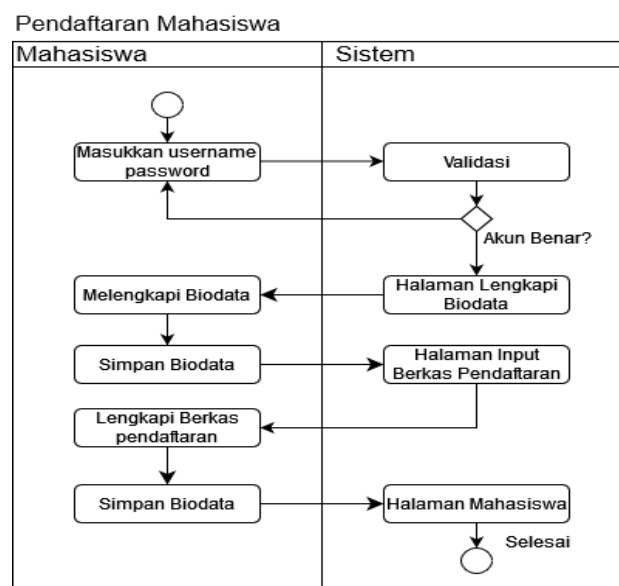 Pendaftaran Mahasiswa
Mahasiswa
Sistem
Masukkan username
password
Validasi
Akun Benar?
Halaman Lengkapi
Biodata
Melengkapi Biodata
Simpan Biodata
Halaman Input
Berkas Pendaftaran
Lengkapi Berkas
pendaftaran
Simpan Biodata
Halaman Mahasiswa
Selesai